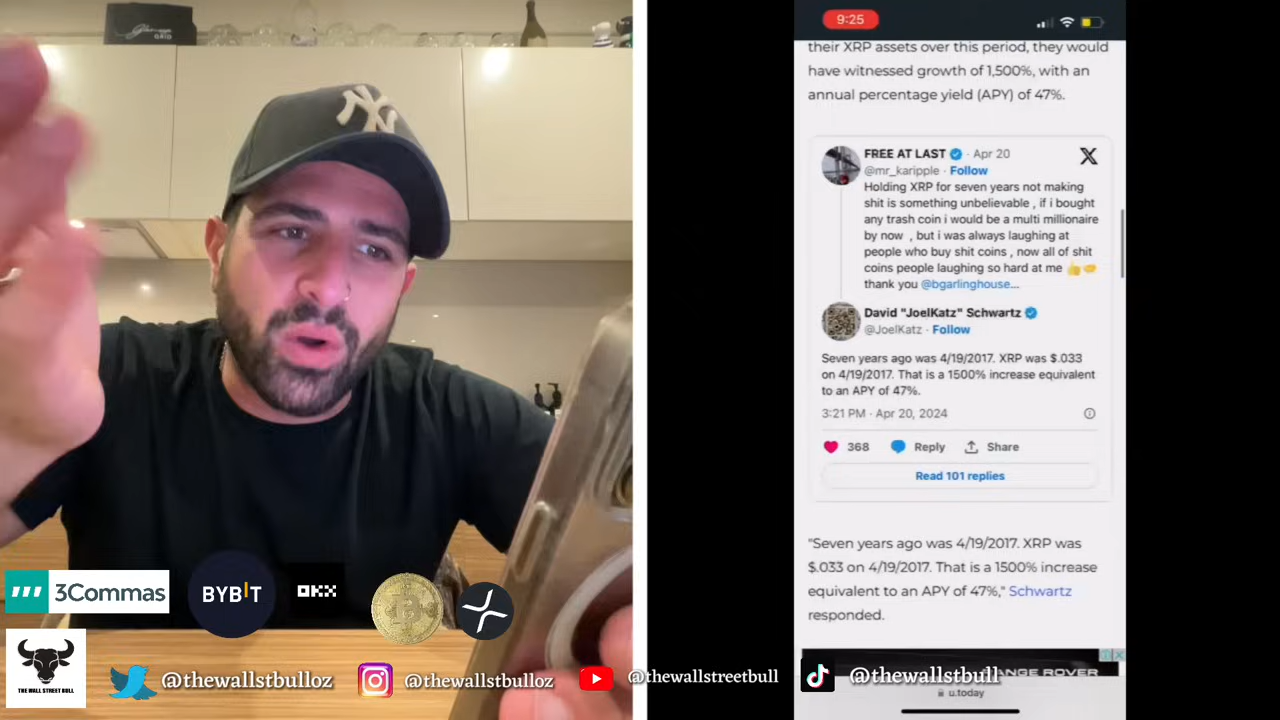 GRID
NY
9:25
their XRP assets over this period, they would
have witnessed growth of 1,500%, with an
annual percentage yield (APY) of 47%.
FREE AT LAST · Apr 20
X
@mr_karipple · Follow
Holding XRP for seven years not making
shit is something unbelievable , if i bought
any trash coin i would be a multi millionaire
by now , but i was always laughing at
people who buy shit coins , now all of shit
coins people laughing so hard at me 👍🤝
thank you @bgarlinghouse...
David "JoelKatz" Schwartz
@JoelKatz · Follow
Seven years ago was 4/19/2017. XRP was $.033
on 4/19/2017. That is a 1500% increase equivalent
to an APY of 47%.
3:21 PM · Apr 20, 2024
368 Reply Share
Read 101 replies
"Seven years ago was 4/19/2017. XRP was
$.033 on 4/19/2017. That is a 1500% increase
equivalent to an APY of 47%," Schwartz
responded.
ANGE ROVER
u.today
3Commas
BYBIT
OKX
THE WALL STREET BULL
@thewallstbulloz
@thewallstbulloz
@thewallstreetbull
@thewallstbull